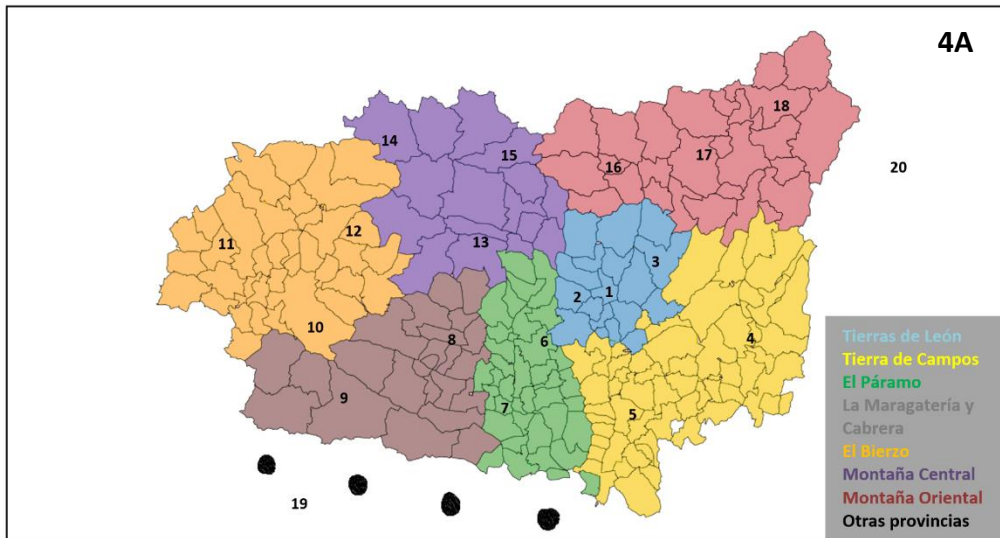 4A
18
14
15
17
16
20
11
12
13
3
2
1
10
8
6
4
9
7
5
19
Tierras de León
Tierra de Campos
El Páramo
La Maragatería y
Cabrera
El Bierzo
Montaña Central
Montaña Oriental
Otras provincias